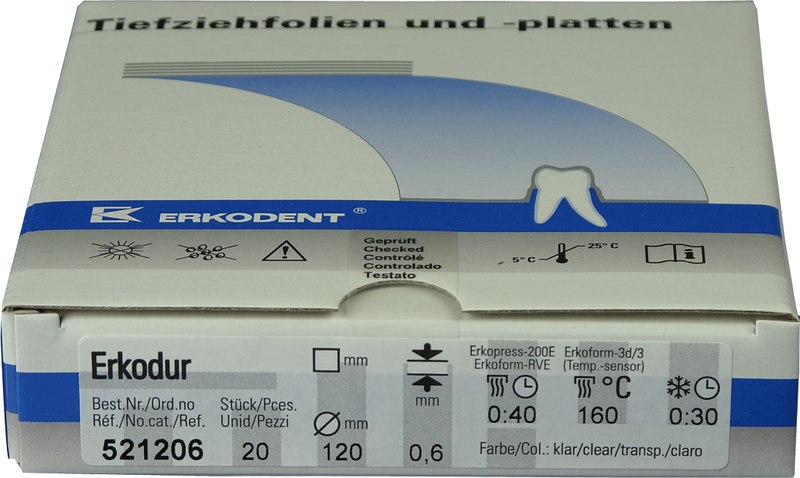 Tiefziehfolien und -platten
ERKODENT®
Geprüft
Checked
Contrôlé
Controlado
Testato
5°C
25°C
Erkodur
Best.Nr./Ord.no
Réf./No.cat./Ref.
521206
Stück/Pces.
Unid/Pezzi
20
mm
mm
120
mm
0,6
Erkopress-200E
Erkoform-RVE
0:40
Erkoform-3d/3
(Temp.-sensor)
°C
160
0:30
Farbe/Col.: klar/clear/transp./claro